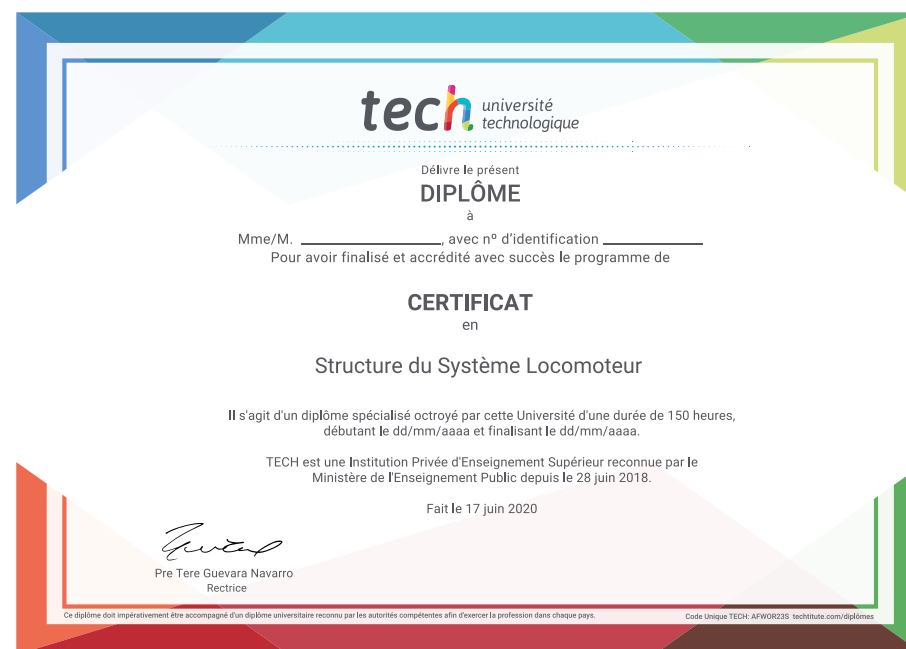 tech université
technologique
Délivre le présent
DIPLÔME
à
Mme/M. ____________________, avec nº d'identification ______________
Pour avoir finalisé et accrédité avec succès le programme de
CERTIFICAT
en
Structure du Système Locomoteur
Il s'agit d'un diplôme spécialisé octroyé par cette Université d'une durée de 150 heures,
débutant le dd/mm/aaaa et finalisant le dd/mm/aaaa.
TECH est une Institution Privée d'Enseignement Supérieur reconnue par le
Ministère de l'Enseignement Public depuis le 28 juin 2018.
Fait le 17 juin 2020
Pre Tere Guevara Navarro
Rectrice
Ce diplôme doit impérativement être accompagné d'un diplôme universitaire reconnu par les autorités compétentes afin d'exercer la profession dans chaque pays.
Code Unique TECH: AFWOR23S techtitute.com/diplômes